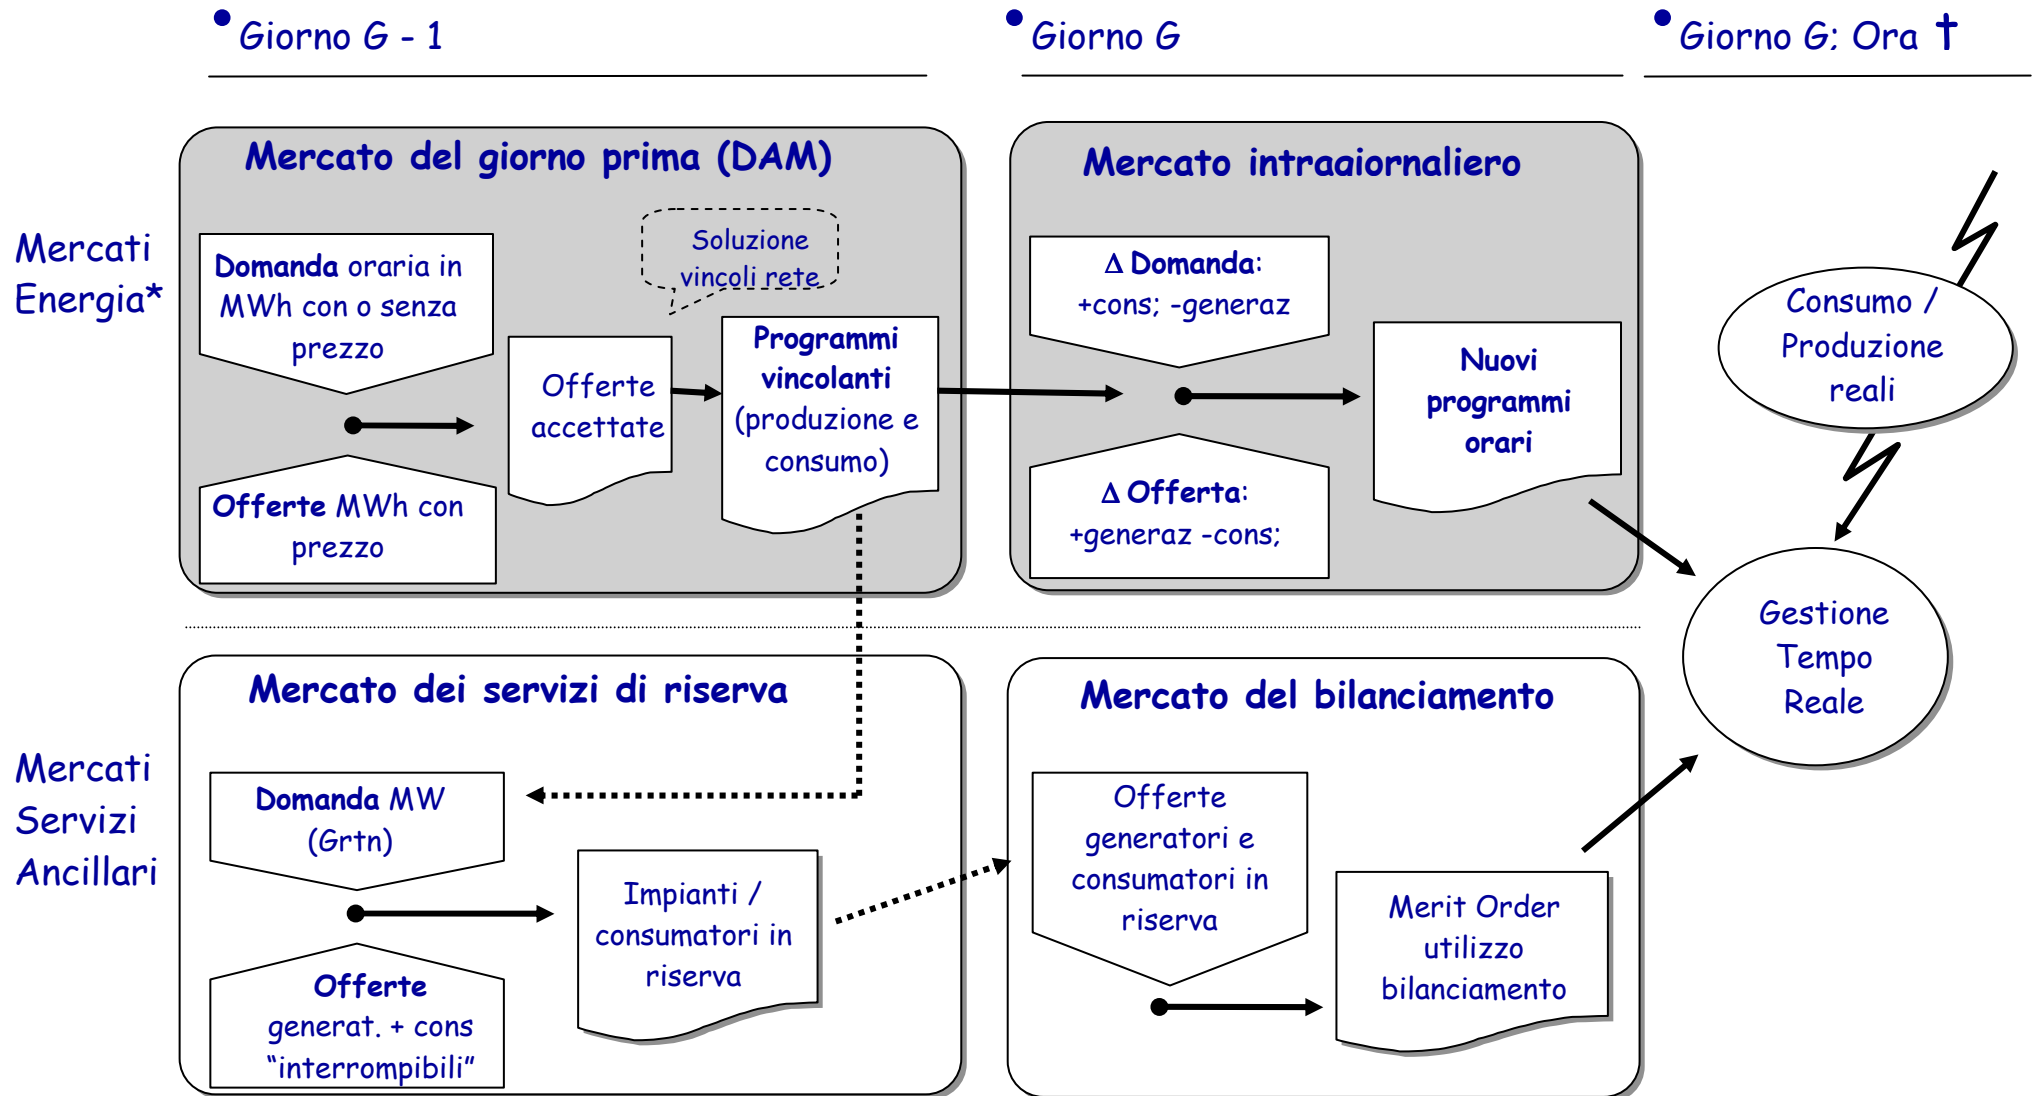 Giorno G - 1
Giorno G
Giorno G; Ora †
Mercati
Energia*
Mercato del giorno prima (DAM)
Domanda oraria in
MWh con o senza
prezzo
Offerte MWh con
prezzo
Offerte
accettate
Soluzione
vincoli rete
Programmi
vincolanti
(produzione e
consumo)
Mercato intragiornaliero
Δ Domanda:
+cons; -generaz
Δ Offerta:
+generaz -cons;
Nuovi
programmi
orari
Consumo /
Produzione
reali
Gestione
Tempo
Reale
Mercati
Servizi
Ancillari
Mercato dei servizi di riserva
Domanda MW
(Grtn)
Offerte
generat. + cons
“interrompibili”
Impianti /
consumatori in
riserva
Mercato del bilanciamento
Offerte
generatori e
consumatori in
riserva
Merit Order
utilizzo
bilanciamento